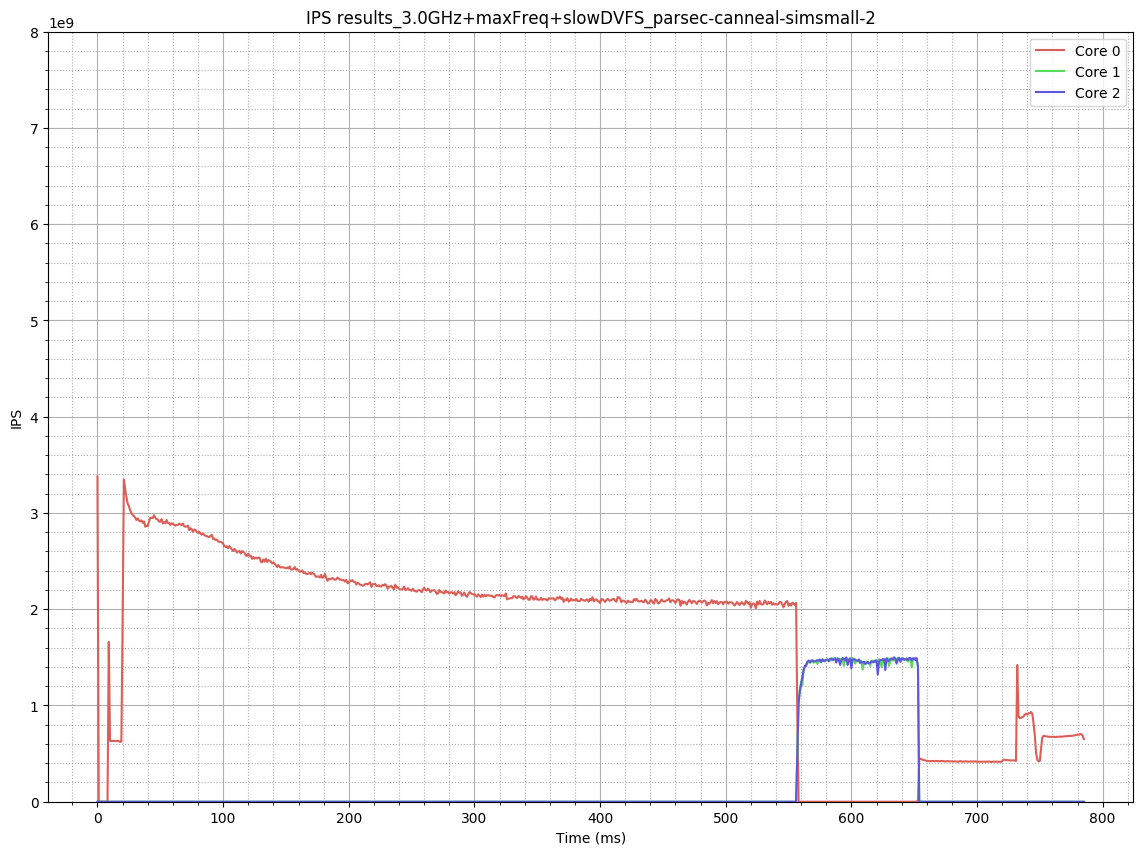 IPS results_3.0GHz+maxFreq+slowDVFS_parsec-canneal-simsmall-2
1e9
8
7
6
5
4
3
2
1
0
IPS
Core 0
Core 1
Core 2
0 100 200 300 400 500 600 700 800
Time (ms)